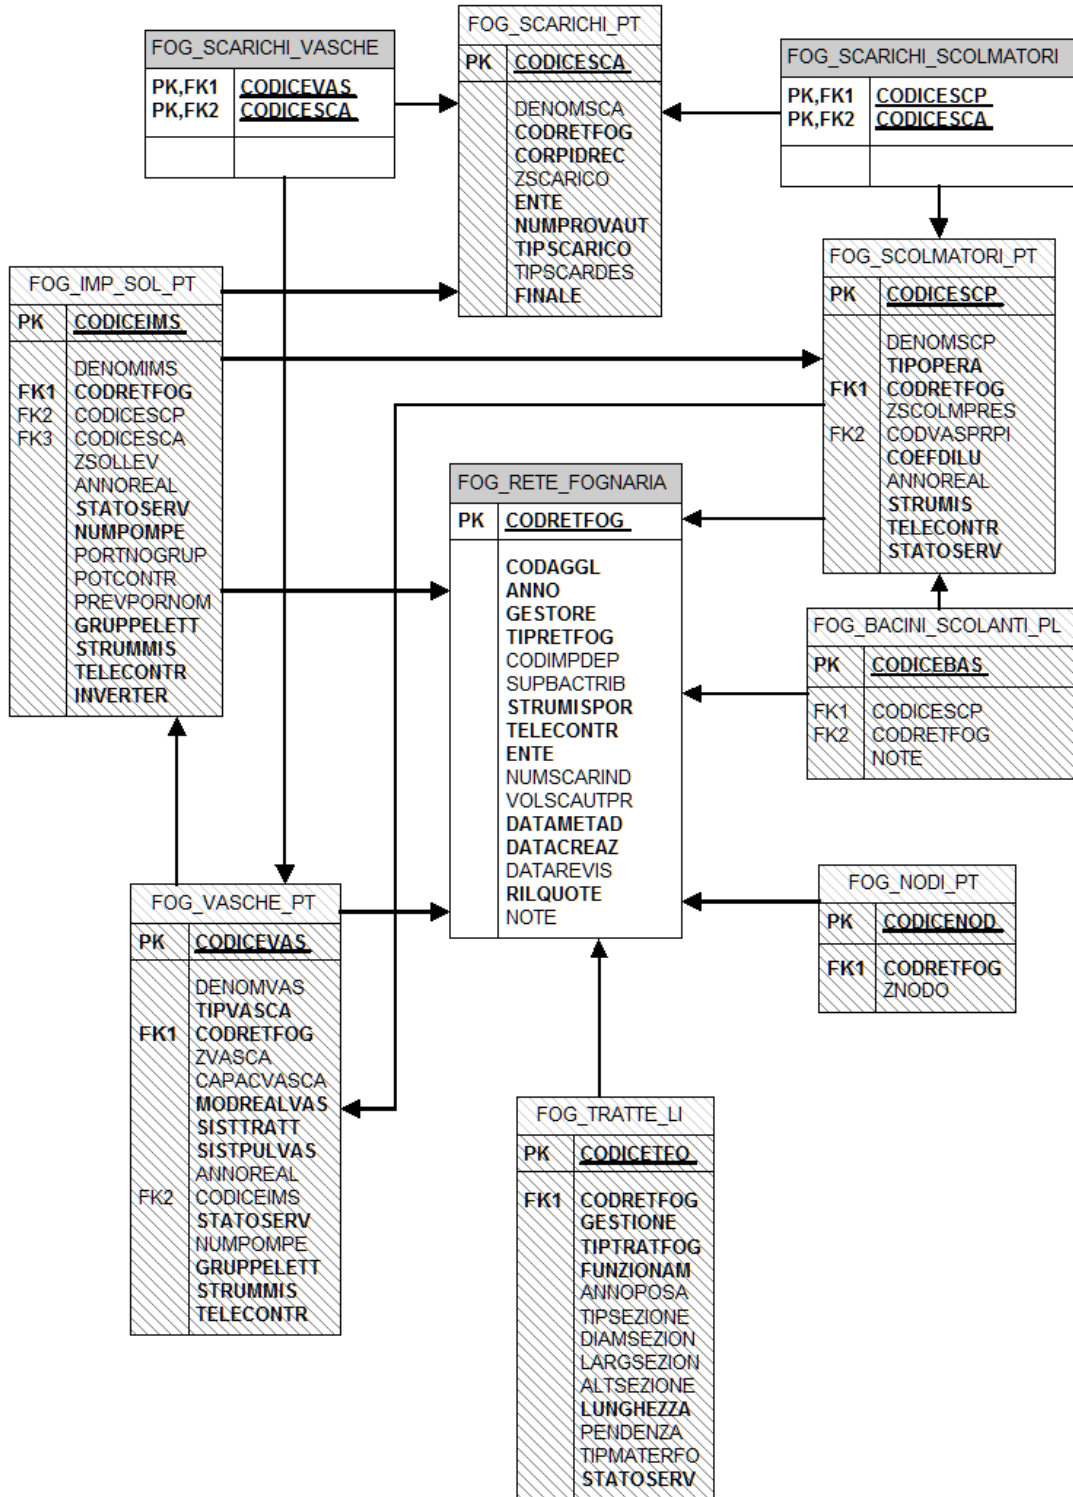 FOG_SCARICHI_VASCHE
PK,FK1 CODICEVAS
PK,FK2 CODICESCA
FOG_SCARICHI_PT
PK CODICESCA
DENOMSCA
CODRETFOG
CORPIDREC
ZSCARICO
ENTE
NUMPROVAUT
TIPSCARICO
TIPSCARDES
FINALE
FOG_SCARICHI_SCOLMATORI
PK,FK1 CODICESCP
PK,FK2 CODICESCA
FOG_IMP_SOL_PT
PK CODICEIMS
DENOMIMS
FK1 CODRETFOG
FK2 CODICESCP
FK3 CODICESCA
ZSOLLEV
ANNOREAL
STATOSERV
NUMPOMPE
PORTNOGRUP
POTCONTR
PREVPORNOM
GRUPPELETT
STRUMMIS
TELECONTR
INVERTER
FOG_SCOLMATORI_PT
PK CODICESCP
DENOMSCP
TIPOPERA
FK1 CODRETFOG
ZSCOLMPRES
FK2 CODVASPRPI
COEFDILU
ANNOREAL
STRUMIS
TELECONTR
STATOSERV
FOG_RETE_FOGNARIA
PK CODRETFOG
CODAGGL
ANNO
GESTORE
TIPRETFOG
CODIMPDEP
SUPBACTRIB
STRUMISPOR
TELECONTR
ENTE
NUMSCARIND
VOLSCAUTPR
DATAMETAD
DATACREAZ
DATAREVIS
RILQUOTE
NOTE
FOG_BACINI_SCOLANTI_PL
PK CODICEBAS
FK1 CODICESCP
FK2 CODRETFOG
NOTE
FOG_VASCHE_PT
PK CODICEVAS
DENOMVAS
TIPVASCA
FK1 CODRETFOG
ZVASCA
CAPACVASCA
MODREALVAS
SISTTRATT
SISTPULVAS
ANNOREAL
FK2 CODICEIMS
STATOSERV
NUMPOMPE
GRUPPELETT
STRUMMIS
TELECONTR
FOG_NODI_PT
PK CODICENOD
FK1 CODRETFOG
ZNODO
FOG_TRATTE_LI
PK CODICETFO
FK1 CODRETFOG
GESTIONE
TIPTRATFOG
FUNZIONAM
ANNOPOSA
TIPSEZIONE
DIAMSEZION
LARGSEZION
ALTSEZIONE
LUNGHEZZA
PENDENZA
TIPMATERFO
STATOSERV